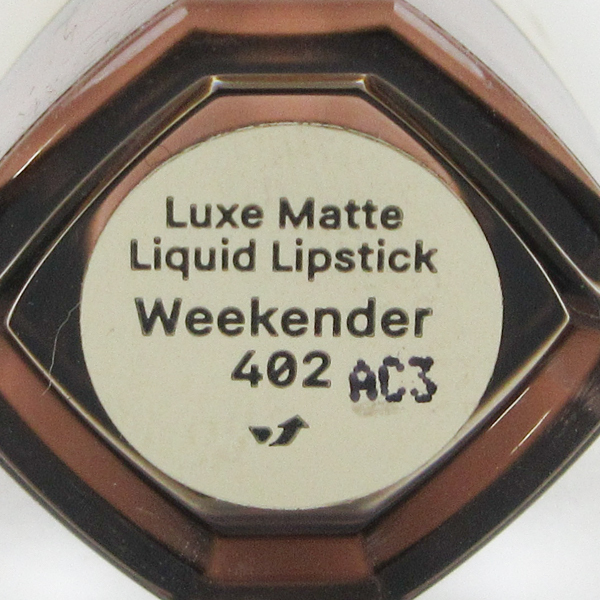 Luxe Matte
Liquid Lipstick
Weekender
402 AC3